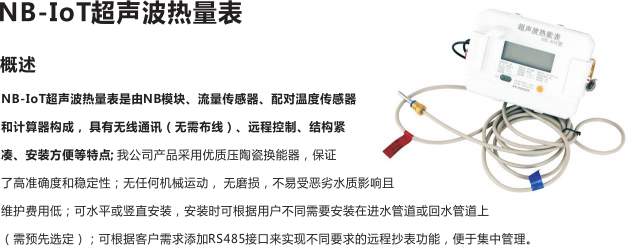 NB-IoT超声波热量表
概述
NB-IoT超声波热量表是由NB模块、流量传感器、配对温度传感器
和计算器构成，具有无线通讯（无需布线）、远程控制、结构紧
凑、安装方便等特点; 我公司产品采用优质压陶瓷换能器，保证
了高准确度和稳定性；无任何机械运动， 无磨损，不易受恶劣水质影响且
维护费用低；可水平或竖直安装，安装时可根据用户不同需要安装在进水管道或回水管道上
（需预先选定）；可根据客户需求添加RS485接口来实现不同要求的远程抄表功能，便于集中管理。
超声波热能表